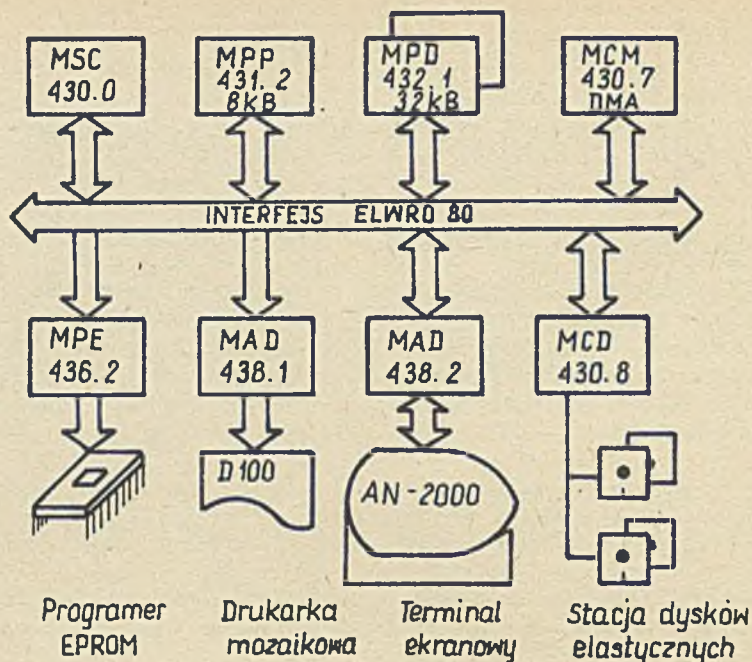 MSC
430.0
MPP
431.2
8kB
MPD
432.1
32kB
MCM
430.7
ПМА
INTERFEJS ELWRO 80
MPE
436.2
MAD
438.1
MAD
438.2
MCD
430.8
D100
AN-2000
Programer
EPROM
Drukarka
mozaikowa
Terminal
ekranowy
Stacja dysków
elastycznych